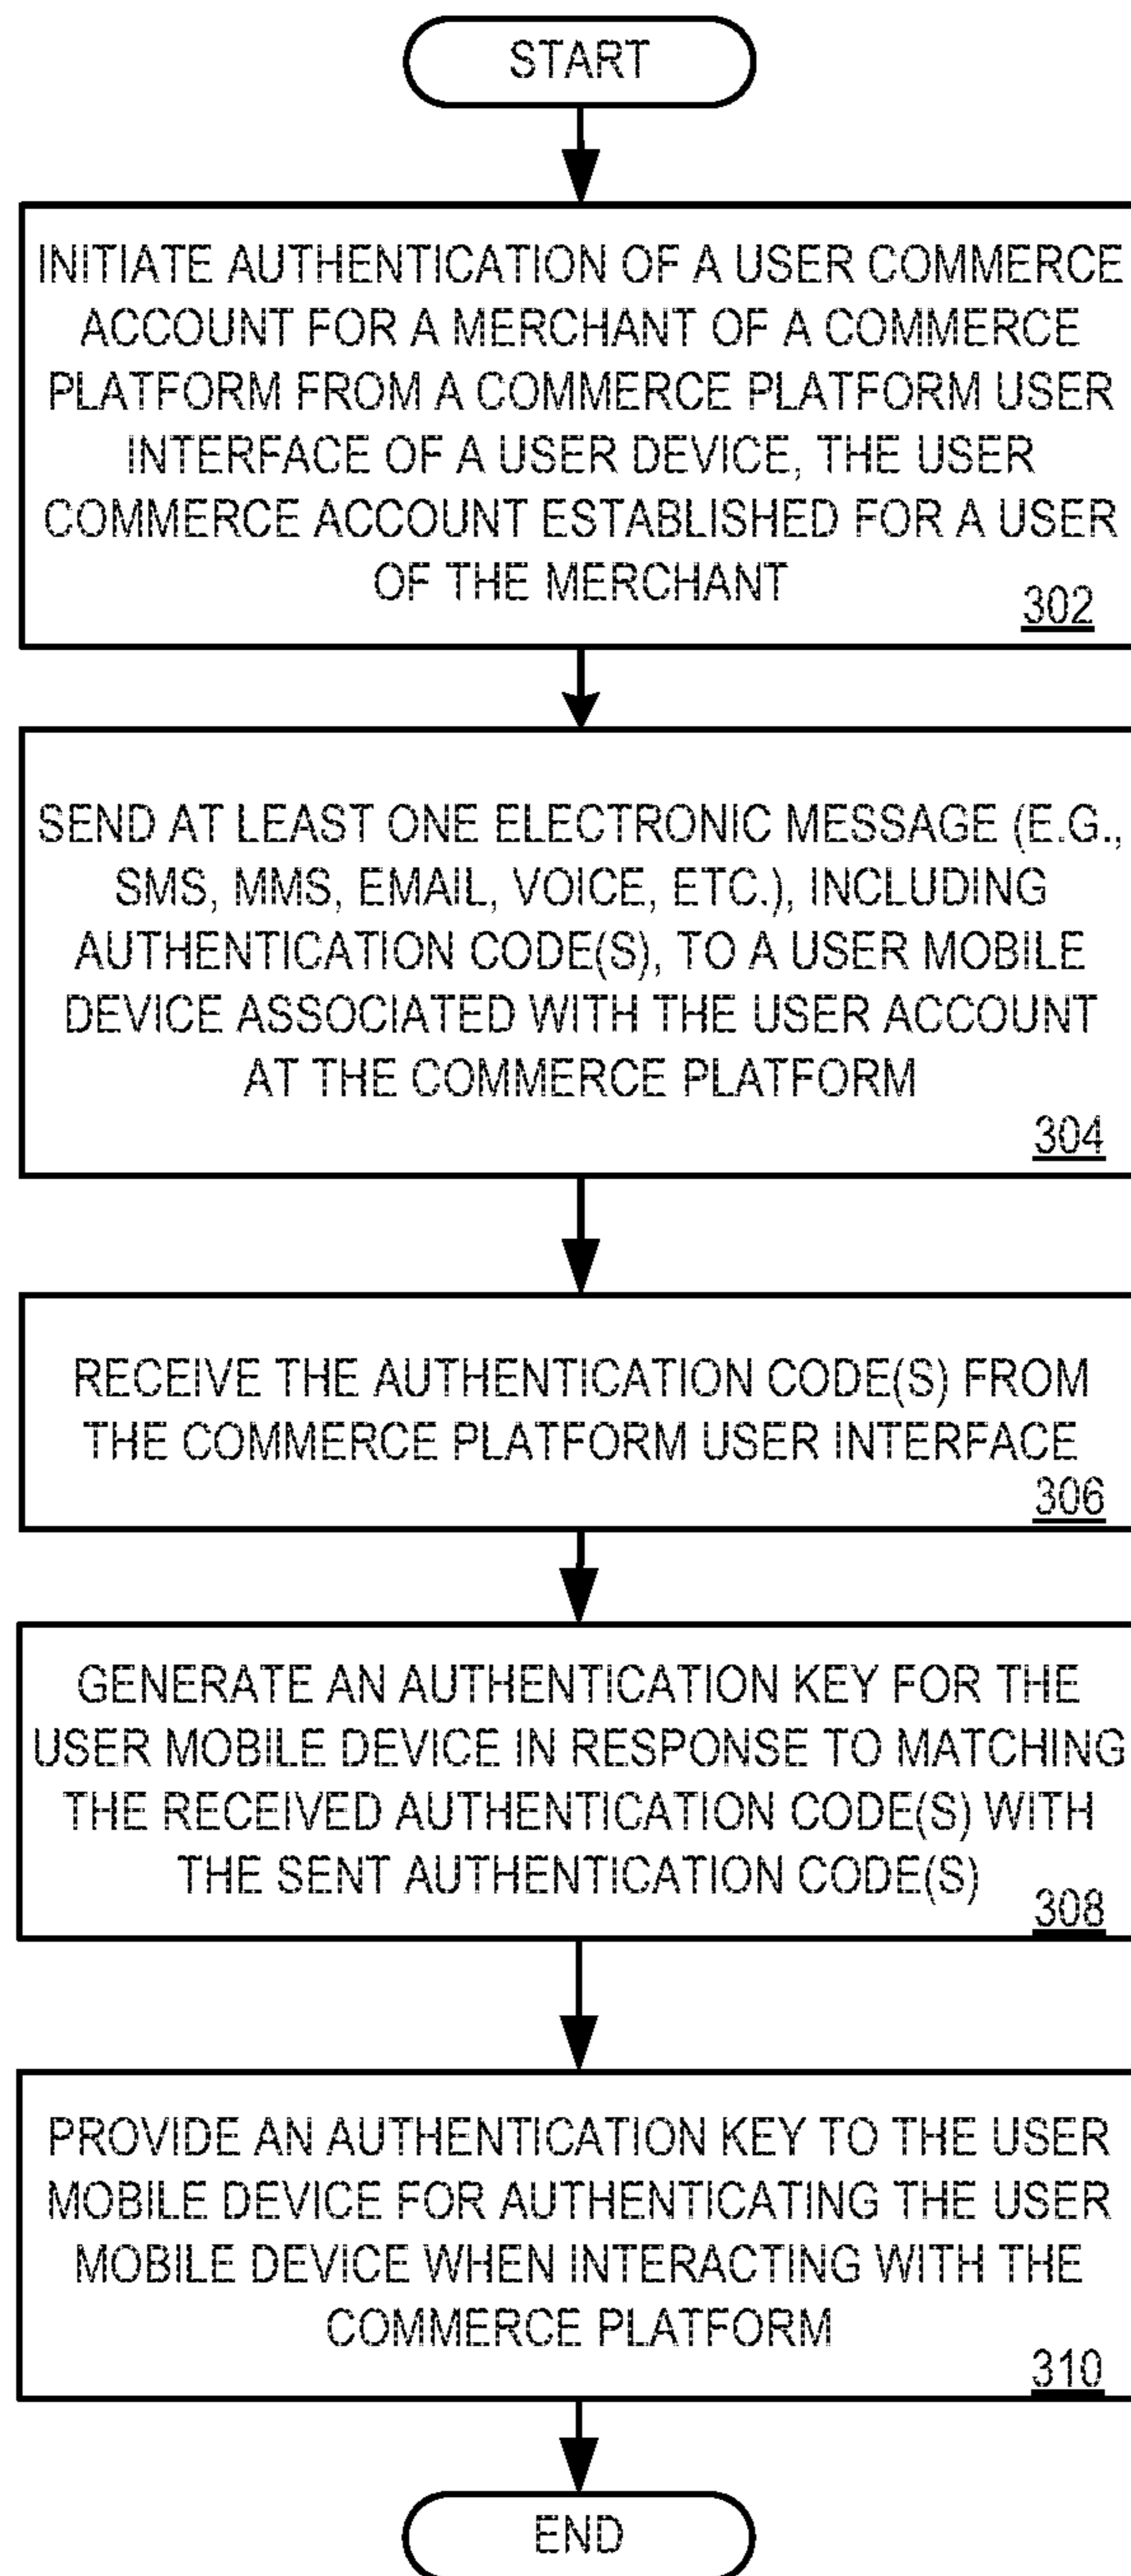 START
INITIATE AUTHENTICATION OF A USER COMMERCE
ACCOUNT FOR A MERCHANT OF A COMMERCE
PLATFORM FROM A COMMERCE PLATFORM USER
INTERFACE OF A USER DEVICE, THE USER
COMMERCE ACCOUNT ESTABLISHED FOR A USER
OF THE MERCHANT
302
SEND AT LEAST ONE ELECTRONIC MESSAGE (E.G.,
SMS, MMS, EMAIL, VOICE, ETC.), INCLUDING
AUTHENTICATION CODE(S), TO A USER MOBILE
DEVICE ASSOCIATED WITH THE USER ACCOUNT
AT THE COMMERCE PLATFORM
304
RECEIVE THE AUTHENTICATION CODE(S) FROM
THE COMMERCE PLATFORM USER INTERFACE
306
GENERATE AN AUTHENTICATION KEY FOR THE
USER MOBILE DEVICE IN RESPONSE TO MATCHING
THE RECEIVED AUTHENTICATION CODE(S) WITH
THE SENT AUTHENTICATION CODE(S)
308
PROVIDE AN AUTHENTICATION KEY TO THE USER
MOBILE DEVICE FOR AUTHENTICATING THE USER
MOBILE DEVICE WHEN INTERACTING WITH THE
COMMERCE PLATFORM
310
END